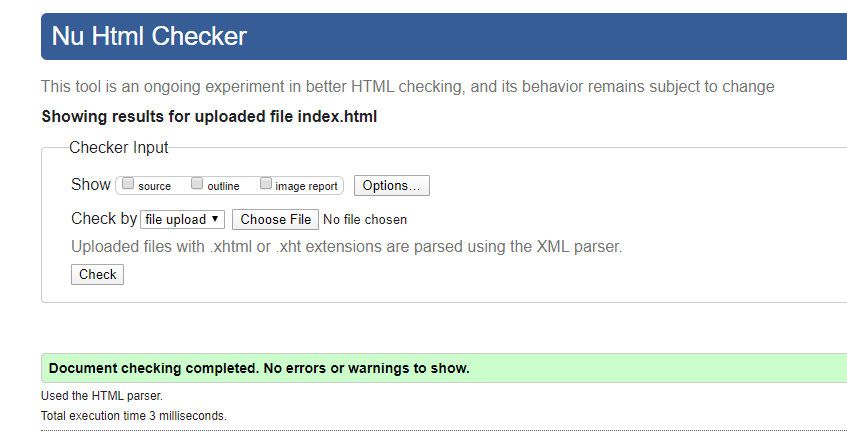 Nu Html Checker
This tool is an ongoing experiment in better HTML checking, and its behavior remains subject to change
Showing results for uploaded file index.html
Checker Input
Show source outline image report Options...
Check by file upload ▼ Choose File No file chosen
Uploaded files with .xhtml or .xht extensions are parsed using the XML parser.
Check
Document checking completed. No errors or warnings to show.
Used the HTML parser.
Total execution time 3 milliseconds.